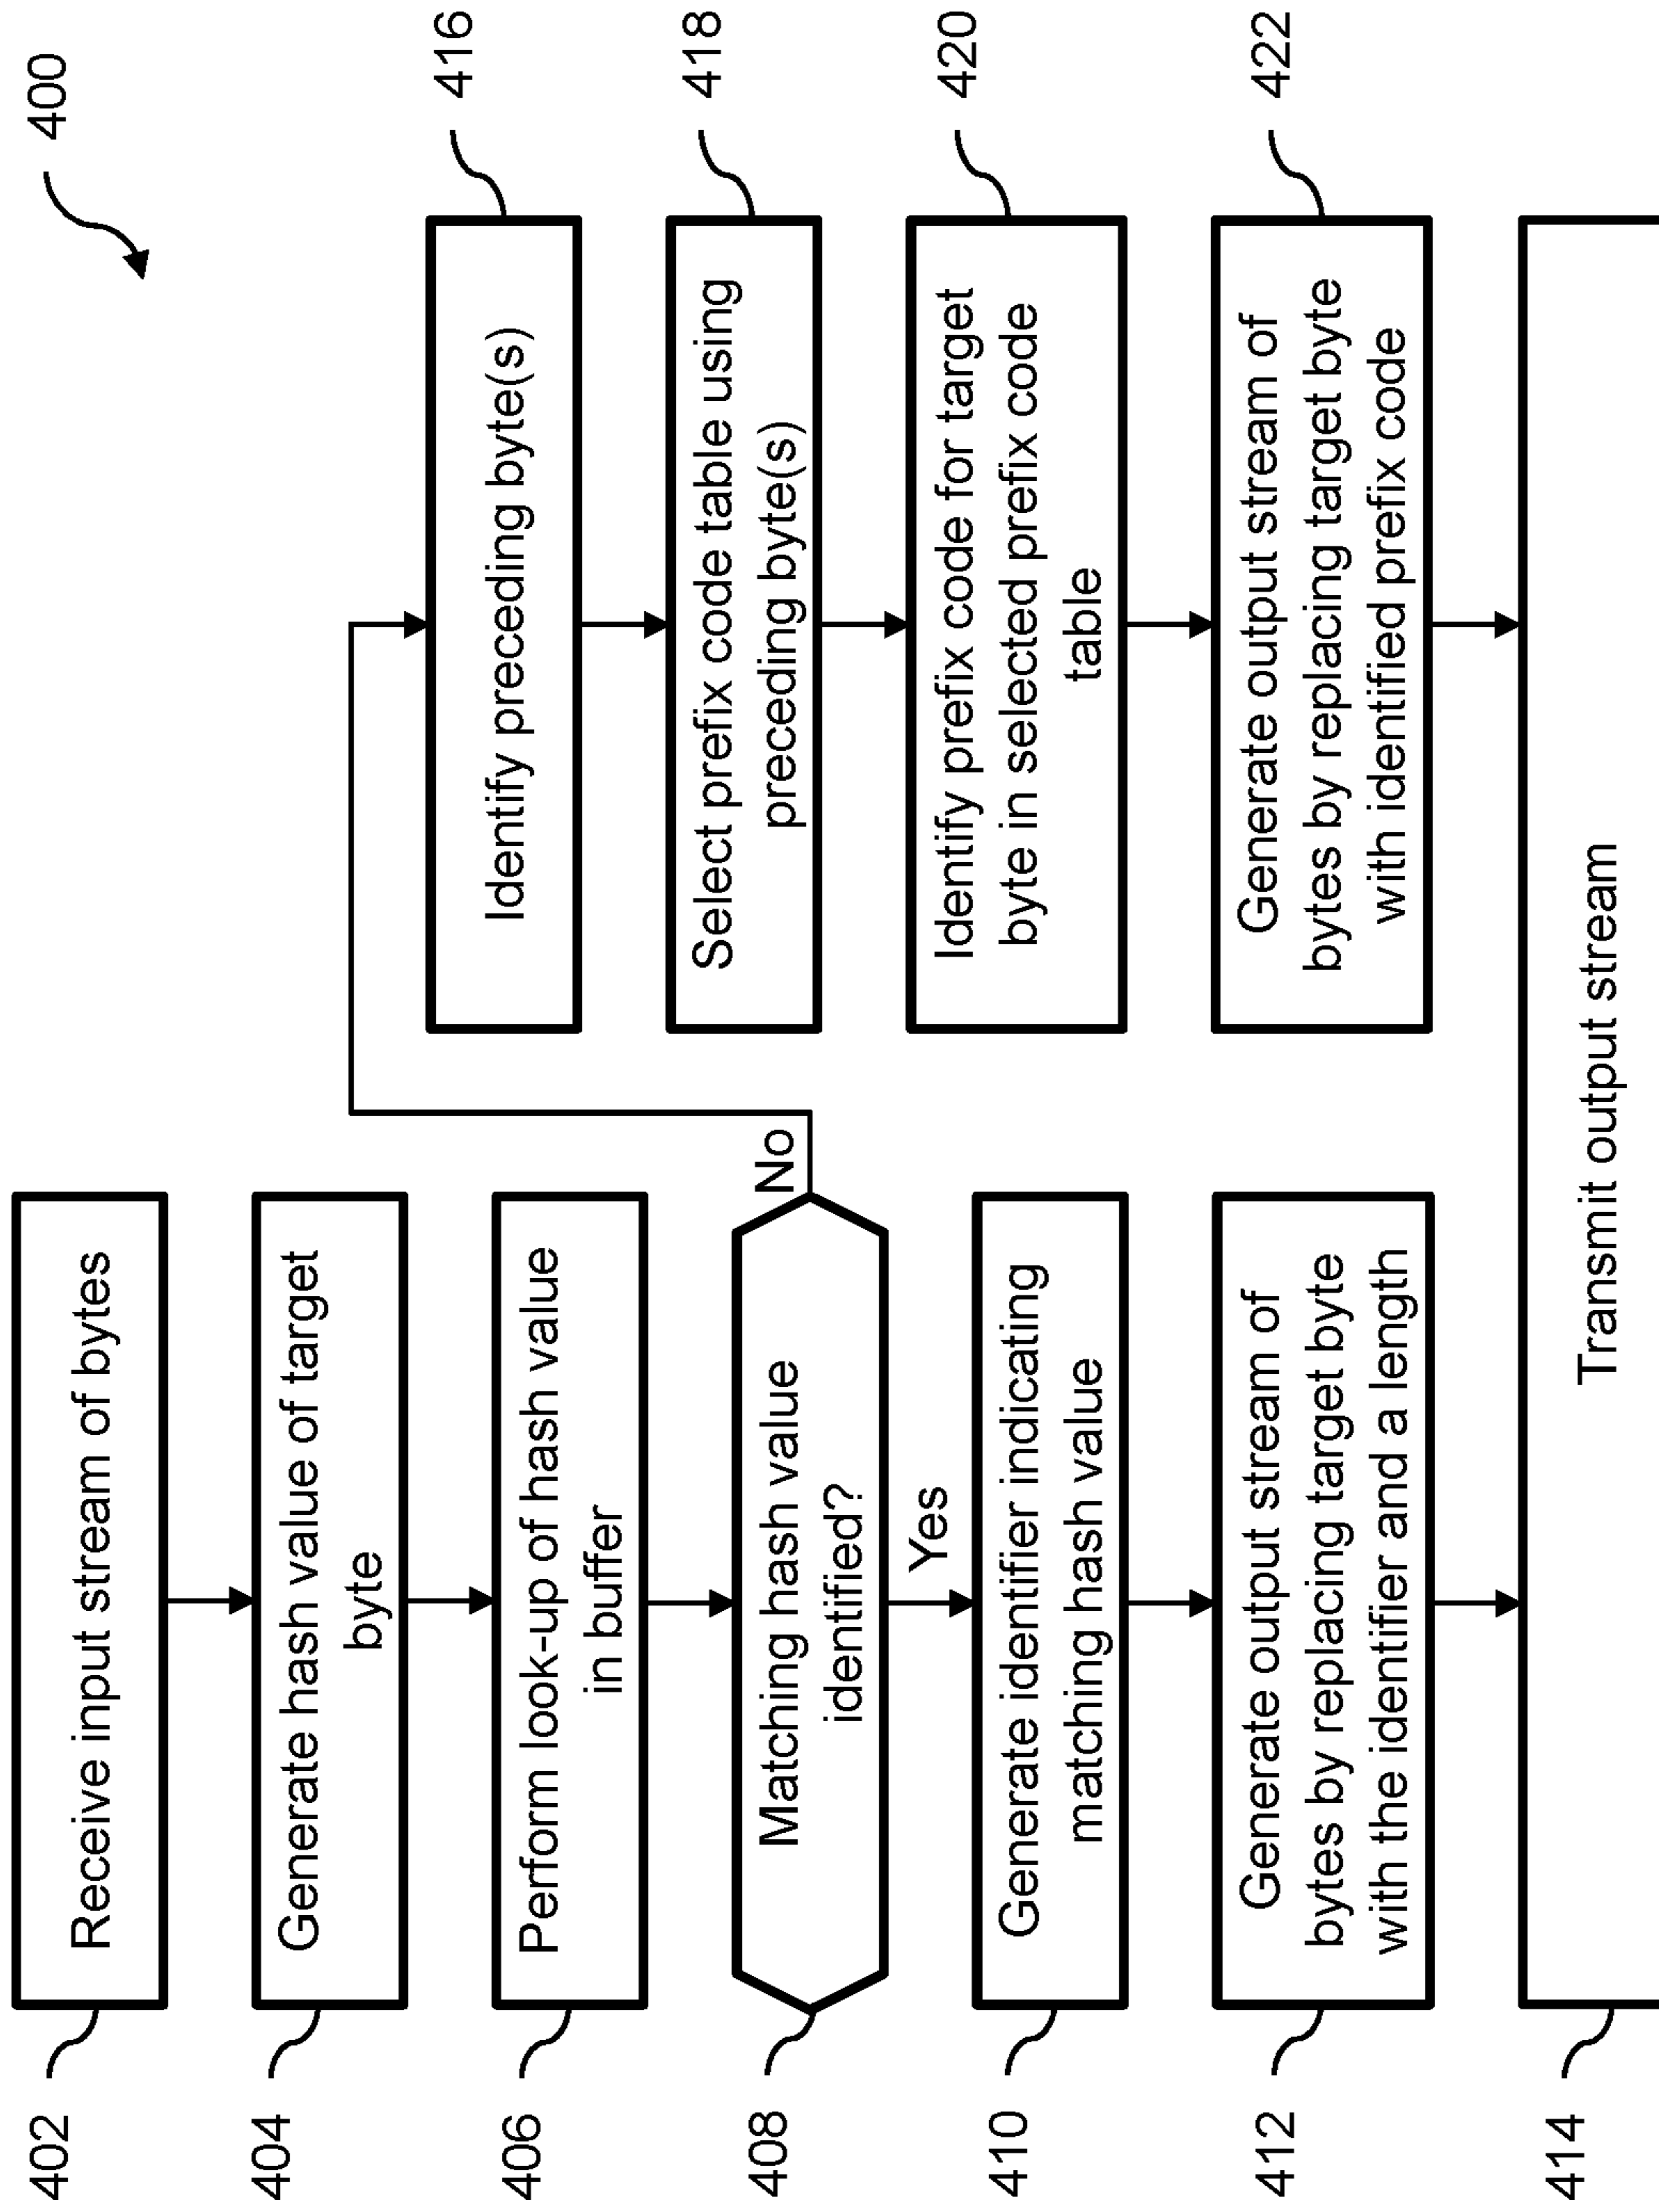 400
402
Receive input stream of bytes
404
Generate hash value of target
byte
406
Perform look-up of hash value
in buffer
408
Matching hash value
identified?
No
Yes
410
Generate identifier indicating
matching hash value
412
Generate output stream of
bytes by replacing target byte
with the identifier and a length
416
Identify preceding byte(s)
418
Select prefix code table using
preceding byte(s)
420
Identify prefix code for target
byte in selected prefix code
table
422
Generate output stream of
bytes by replacing target byte
with identified prefix code
414
Transmit output stream